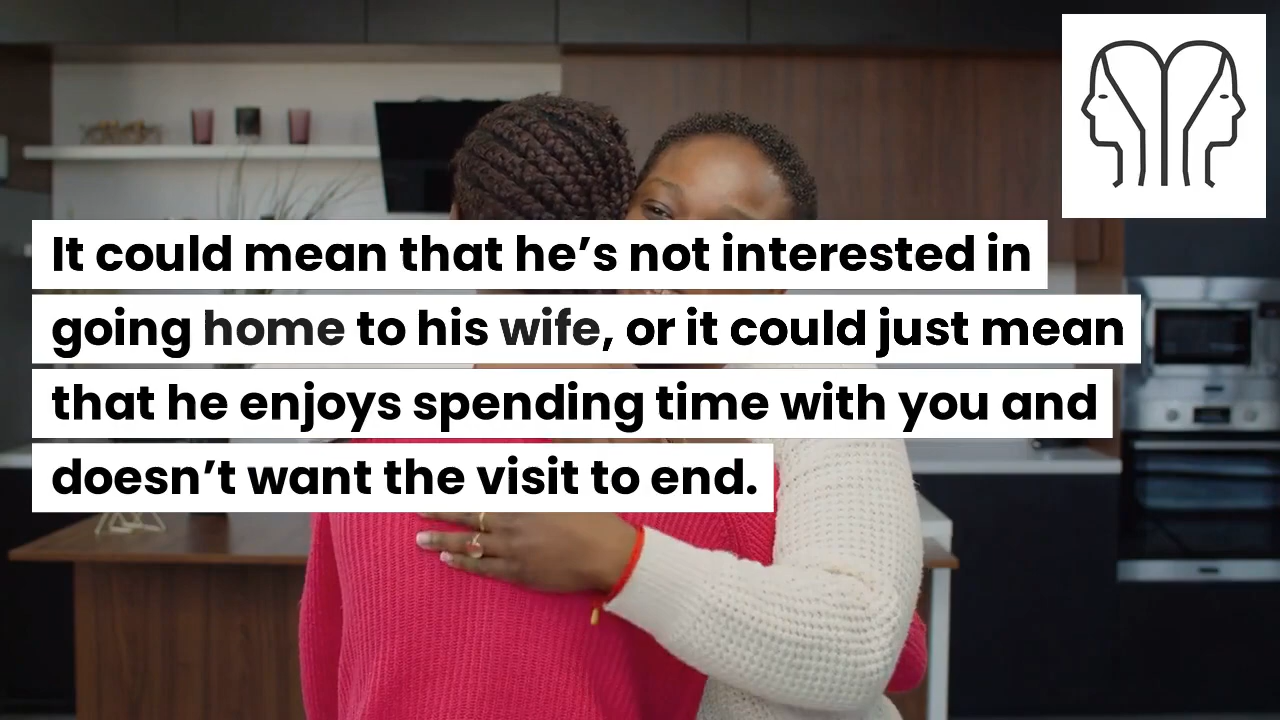 It could mean that he’s not interested in
going home to his wife, or it could just mean
that he enjoys spending time with you and
doesn’t want the visit to end.